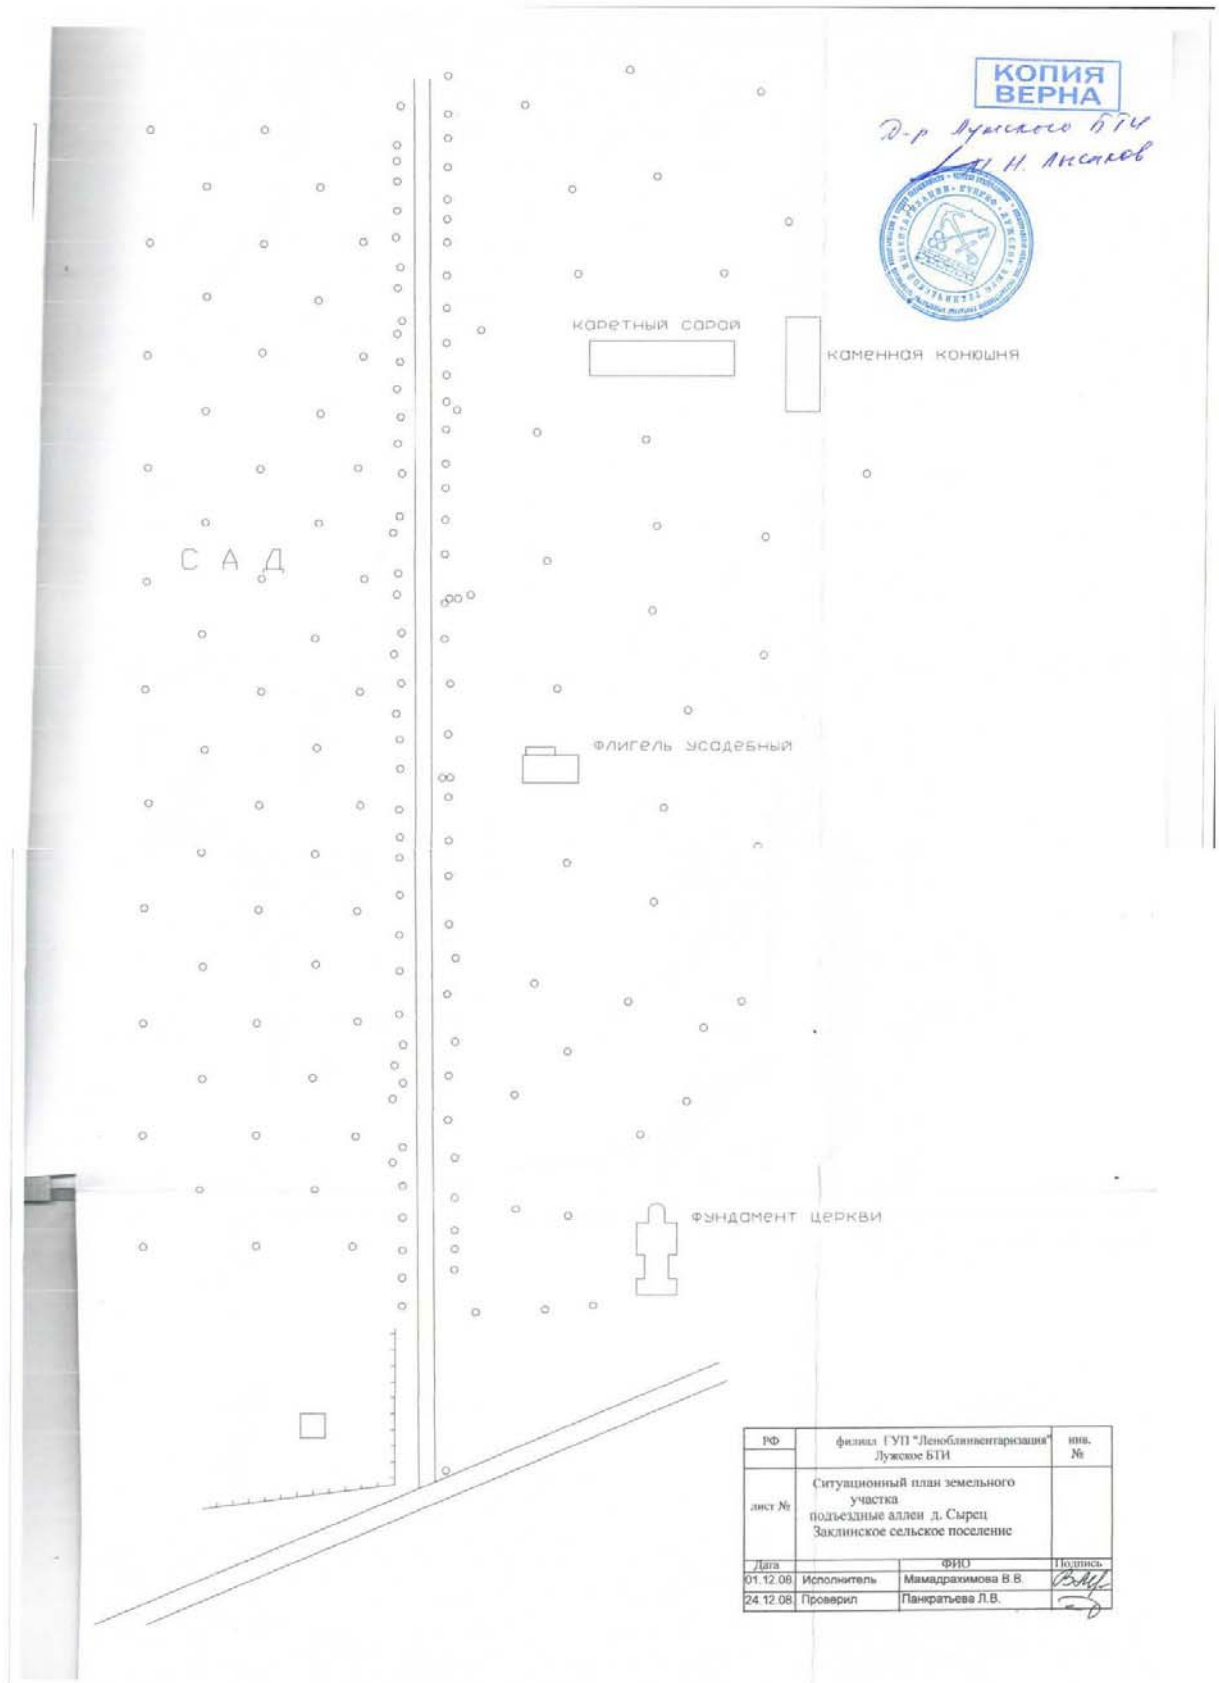 КОПИЯ
ВЕРНА
Д-р Лужского БТИ
Н. Лысаков
каретный сарай
каменная конюшня
САД
флигель усадебный
фундамент церкви
РФ
филиал ГУП "Леноблинвентаризация"
Лужское БТИ
инв.
№
лист №
Ситуационный план земельного
участка
подъездные аллеи д. Сырец
Заклинское сельское поселение
Дата ФИО Подпись
01.12.08 Исполнитель Мамадрахимова В.В.
24.12.08 Проверил Панкратьева Л.В.